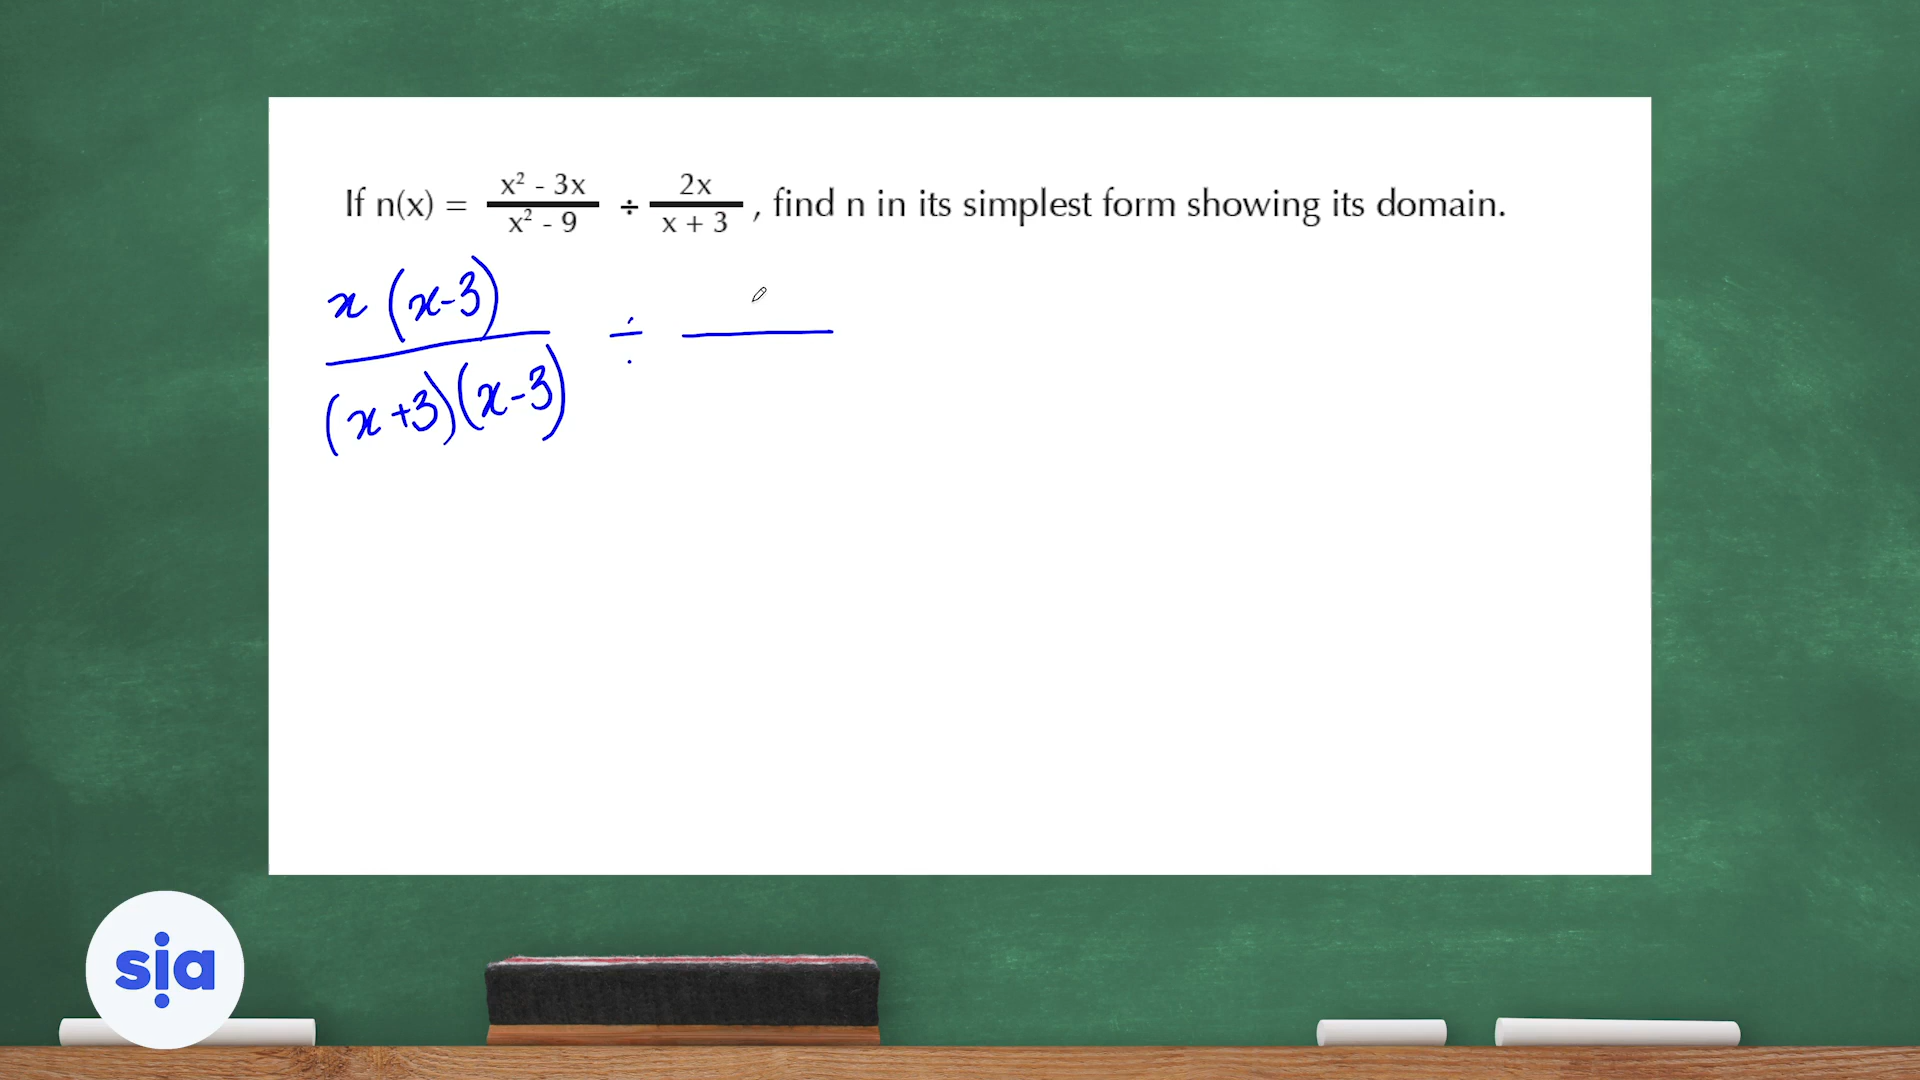 If n(x) = x² - 3x / x² - 9 ÷ 2x / x + 3 , find n in its simplest form showing its domain.
x (x-3) ÷
(x+3)(x-3)
sia